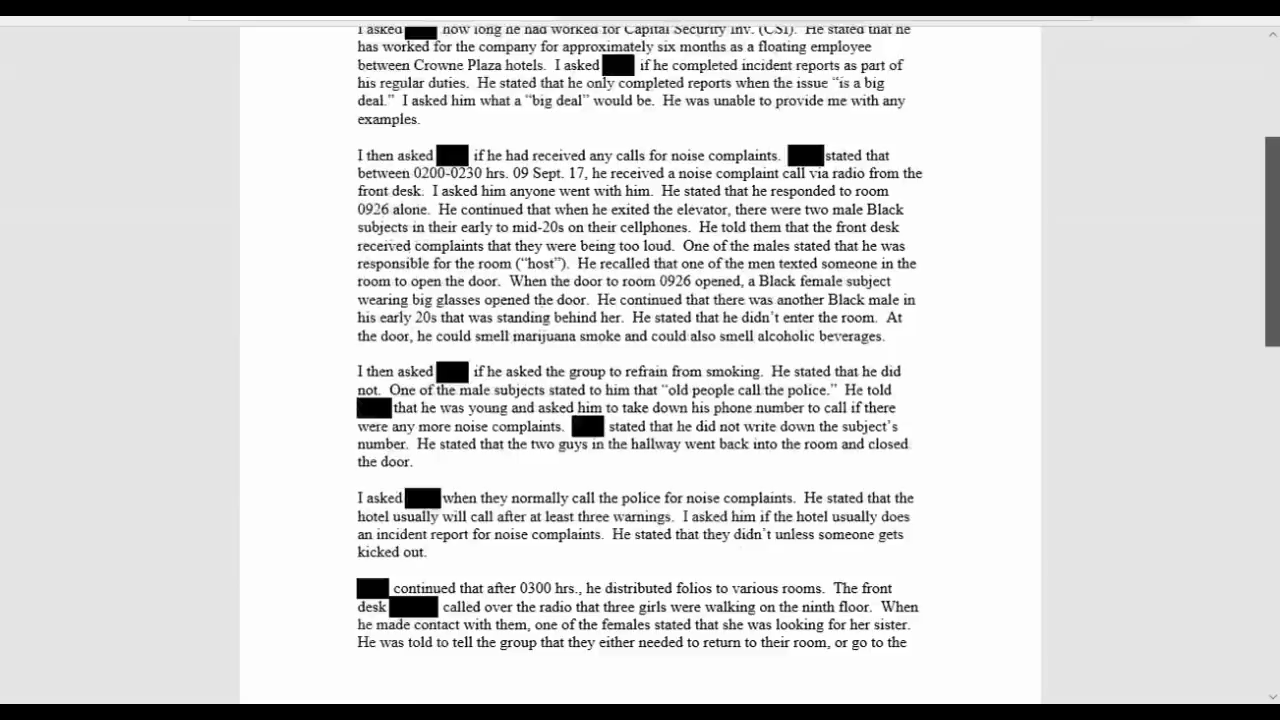 I asked how long he had worked for Capital Security Inv. (CSI). He stated that he
has worked for the company for approximately six months as a floating employee
between Crowne Plaza hotels. I asked if he completed incident reports as part of
his regular duties. He stated that he only completed reports when the issue “is a big
deal.” I asked him what a “big deal” would be. He was unable to provide me with any
examples.
I then asked if he had received any calls for noise complaints. stated that
between 0200-0230 hrs. 09 Sept. 17, he received a noise complaint call via radio from the
front desk. I asked him anyone went with him. He stated that he responded to room
0926 alone. He continued that when he exited the elevator, there were two male Black
subjects in their early to mid-20s on their cellphones. He told them that the front desk
received complaints that they were being too loud. One of the males stated that he was
responsible for the room (“host”). He recalled that one of the men texted someone in the
room to open the door. When the door to room 0926 opened, a Black female subject
wearing big glasses opened the door. He continued that there was another Black male in
his early 20s that was standing behind her. He stated that he didn’t enter the room. At
the door, he could smell marijuana smoke and could also smell alcoholic beverages.
I then asked if he asked the group to refrain from smoking. He stated that he did
not. One of the male subjects stated to him that “old people call the police.” He told
that he was young and asked him to take down his phone number to call if there
were any more noise complaints. stated that he did not write down the subject’s
number. He stated that the two guys in the hallway went back into the room and closed
the door.
I asked when they normally call the police for noise complaints. He stated that the
hotel usually will call after at least three warnings. I asked him if the hotel usually does
an incident report for noise complaints. He stated that they didn’t unless someone gets
kicked out.
continued that after 0300 hrs., he distributed folios to various rooms. The front
desk called over the radio that three girls were walking on the ninth floor. When
he made contact with them, one of the females stated that she was looking for her sister.
He was told to tell the group that they either needed to return to their room, or go to the